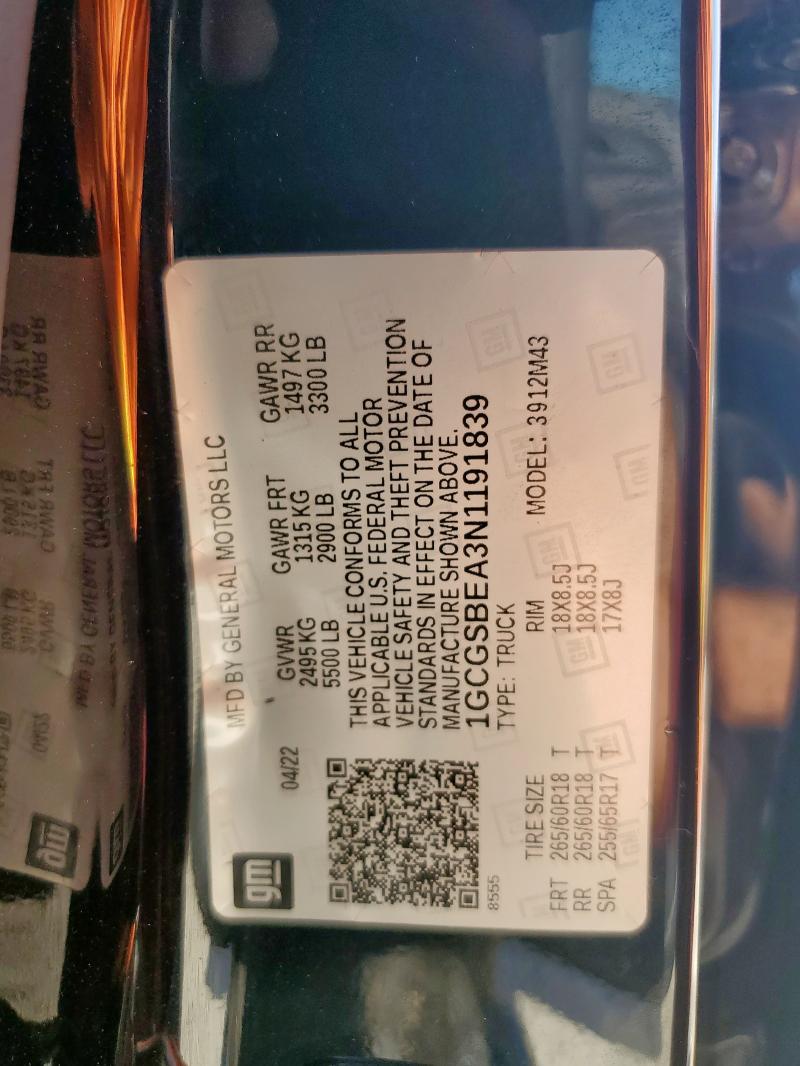 gm
MFD BY GENERAL MOTORS LLC
04/22
GVWR GAWR FRT GAWR RR
2495 KG 1315 KG 1497 KG
5500 LB 2900 LB 3300 LB
THIS VEHICLE CONFORMS TO ALL
APPLICABLE U.S. FEDERAL MOTOR
VEHICLE SAFETY AND THEFT PREVENTION
STANDARDS IN EFFECT ON THE DATE OF
MANUFACTURE SHOWN ABOVE.
1GCGSBEA3N1191839
8555
TYPE: TRUCK
TIRE SIZE RIM MODEL: 3912M43
FRT 265/60R18 T 18X8.5J
RR 265/60R18 T 18X8.5J
SPA 255/65R17 T 17X8J